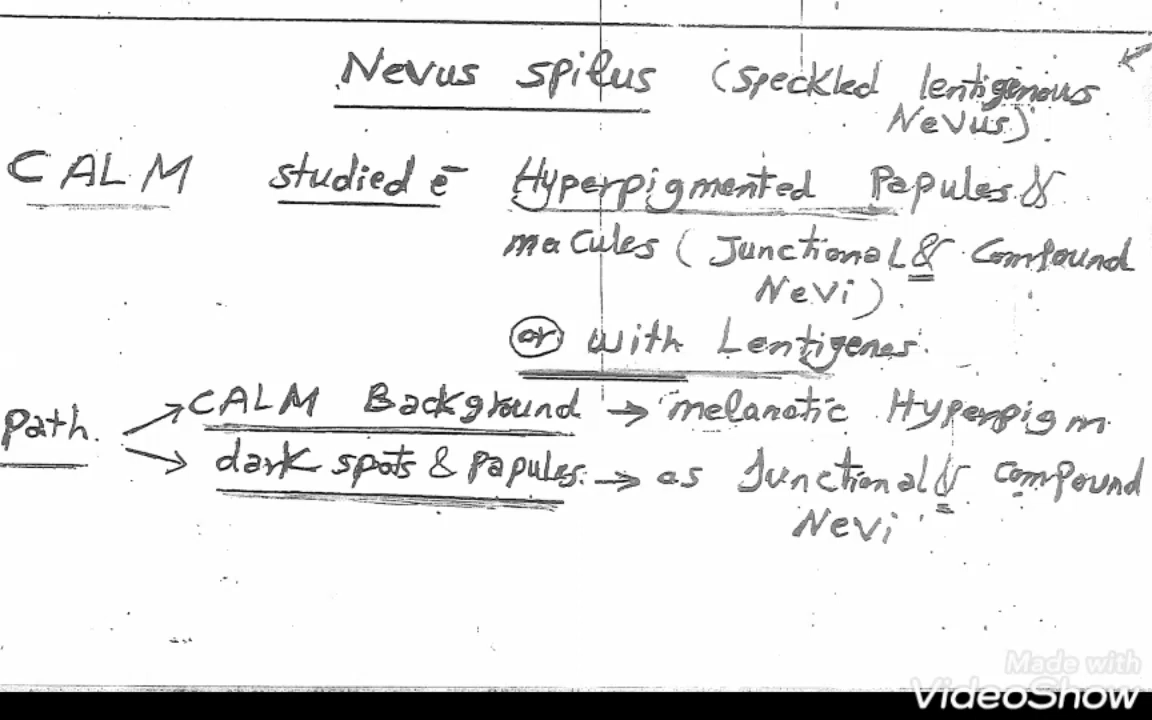 Nevus spilus (speckled lentigenous
Nevus).
CALM studied ē Hyperpigmented Papules &
macules (Junctional & Compound
Nevi).
or with Lentigenes.
Path. → CALM Background → melanotic Hyperpigm
→ dark spots & papules. → as Junctional & compound
Nevi
Made with
VideoShow